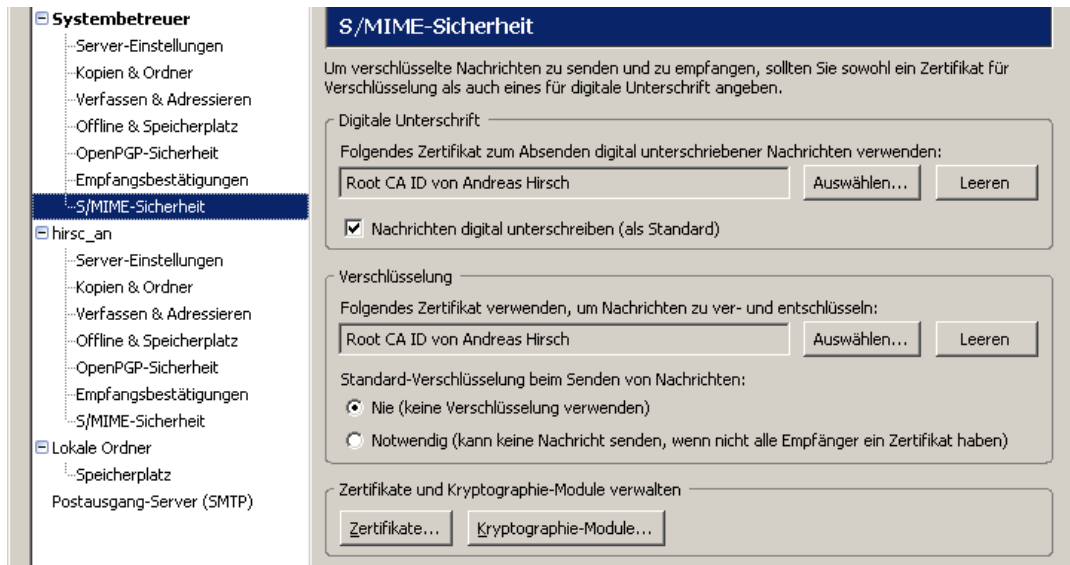 Systembetreuer
Server-Einstellungen
Kopien & Ordner
Verfassen & Adressieren
Offline & Speicherplatz
OpenPGP-Sicherheit
Empfangsbestätigungen
S/MIME-Sicherheit
hirsc_an
Server-Einstellungen
Kopien & Ordner
Verfassen & Adressieren
Offline & Speicherplatz
OpenPGP-Sicherheit
Empfangsbestätigungen
S/MIME-Sicherheit
Lokale Ordner
Speicherplatz
Postausgang-Server (SMTP)
S/MIME-Sicherheit
Um verschlüsselte Nachrichten zu senden und zu empfangen, sollten Sie sowohl ein Zertifikat für
Verschlüsselung als auch eines für digitale Unterschrift angeben.
Digitale Unterschrift
Folgendes Zertifikat zum Absenden digital unterschriebener Nachrichten verwenden:
Root CA ID von Andreas Hirsch Auswählen... Leeren
Nachrichten digital unterschreiben (als Standard)
Verschlüsselung
Folgendes Zertifikat verwenden, um Nachrichten zu ver- und entschlüsseln:
Root CA ID von Andreas Hirsch Auswählen... Leeren
Standard-Verschlüsselung beim Senden von Nachrichten:
Nie (keine Verschlüsselung verwenden)
Notwendig (kann keine Nachricht senden, wenn nicht alle Empfänger ein Zertifikat haben)
Zertifikate und Kryptographie-Module verwalten
Zertifikate... Kryptographie-Module...